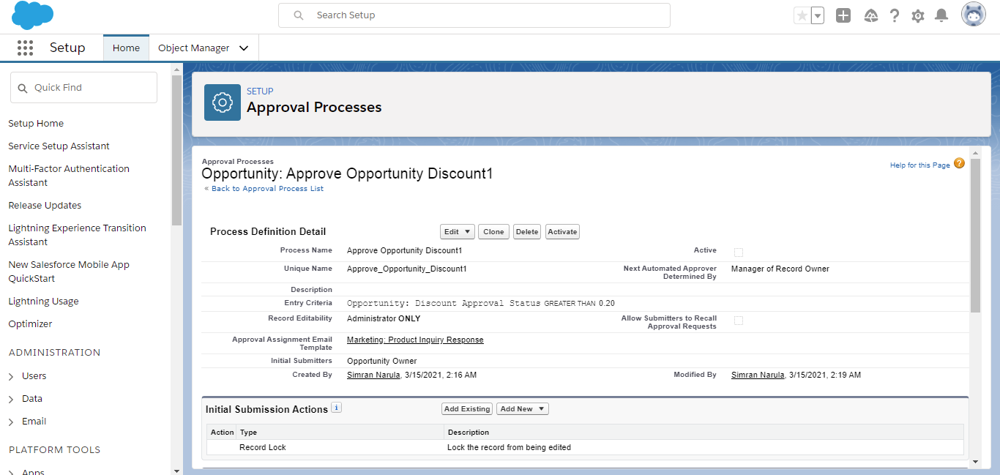 Search Setup
Setup
Home
Object Manager
Quick Find
Setup Home
Service Setup Assistant
Multi-Factor Authentication
Assistant
Release Updates
Lightning Experience Transition
Assistant
New Salesforce Mobile App
QuickStart
Lightning Usage
Optimizer
ADMINISTRATION
Users
Data
Email
PLATFORM TOOLS
Apps
SETUP
Approval Processes
Approval Processes
Opportunity: Approve Opportunity Discount1
« Back to Approval Process List
Help for this Page ?
Process Definition Detail Edit Clone Delete Activate
Process Name Approve Opportunity Discount1 Active
Unique Name Approve_Opportunity_Discount1 Next Automated Approver
Determined By Manager of Record Owner
Description
Entry Criteria Opportunity: Discount Approval Status GREATER THAN 0.20
Record Editability Administrator ONLY Allow Submitters to Recall
Approval Requests
Approval Assignment Email
Template Marketing: Product Inquiry Response
Initial Submitters Opportunity Owner
Created By Simran Narula, 3/15/2021, 2:16 AM Modified By Simran Narula, 3/15/2021, 2:19 AM
Initial Submission Actions i Add Existing Add New
Action Type Description
Record Lock Lock the record from being edited